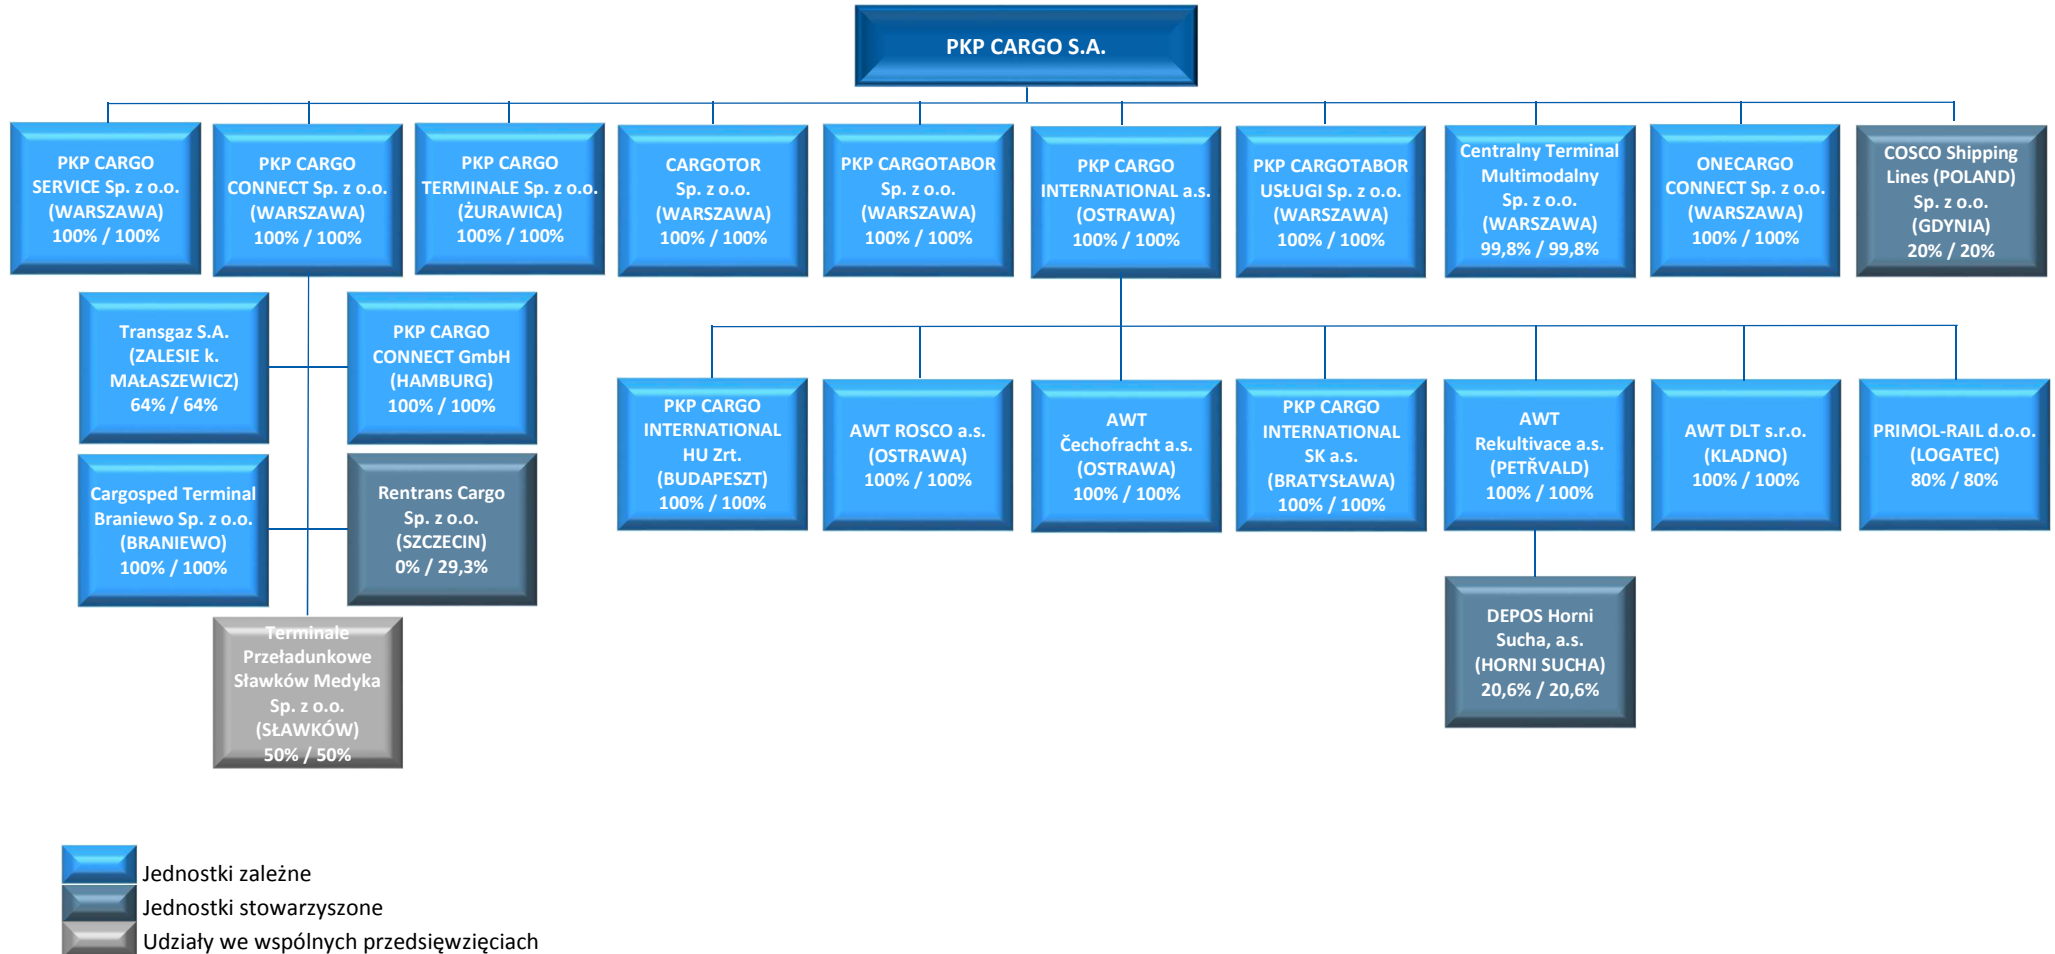 PKP CARGO S.A.
PKP CARGO
SERVICE Sp. z o.o.
(WARSZAWA)
100% / 100%
PKP CARGO
CONNECT Sp. z o.o.
(WARSZAWA)
100% / 100%
PKP CARGO
TERMINALE Sp. z o.o.
(ŻURAWICA)
100% / 100%
CARGOTOR
Sp. z o.o.
(WARSZAWA)
100% / 100%
PKP CARGOTABOR
Sp. z o.o.
(WARSZAWA)
100% / 100%
PKP CARGO
INTERNATIONAL a.s.
(OSTRAWA)
100% / 100%
PKP CARGOTABOR
USŁUGI Sp. z o.o.
(WARSZAWA)
100% / 100%
Centralny Terminal
Multimodalny
Sp. z o.o.
(WARSZAWA)
99,8% / 99,8%
ONECARGO
CONNECT Sp. z o.o.
(WARSZAWA)
100% / 100%
COSCO Shipping
Lines (POLAND)
Sp. z o.o.
(GDYNIA)
20% / 20%
Transgaz S.A.
(ZALESIE k.
MAŁASZEWICZ)
64% / 64%
PKP CARGO
CONNECT GmbH
(HAMBURG)
100% / 100%
Cargosped Terminal
Braniewo Sp. z o.o.
(BRANIEWO)
100% / 100%
Rentrans Cargo
Sp. z o.o.
(SZCZECIN)
0% / 29,3%
Terminale
Przeładunkowe
Sławków Medyka
Sp. z o.o.
(SŁAWKÓW)
50% / 50%
PKP CARGO
INTERNATIONAL
HU Zrt.
(BUDAPESZT)
100% / 100%
AWT ROSCO a.s.
(OSTRAWA)
100% / 100%
AWT
Čechofracht a.s.
(OSTRAWA)
100% / 100%
PKP CARGO
INTERNATIONAL
SK a.s.
(BRATYSŁAWA)
100% / 100%
AWT
Rekultivace a.s.
(PETŘVALD)
100% / 100%
AWT DLT s.r.o.
(KLADNO)
100% / 100%
PRIMOL-RAIL d.o.o.
(LOGATEC)
80% / 80%
DEPOS Horni
Sucha, a.s.
(HORNI SUCHA)
20,6% / 20,6%
Jednostki zależne
Jednostki stowarzyszone
Udziały we wspólnych przedsięwzięciach